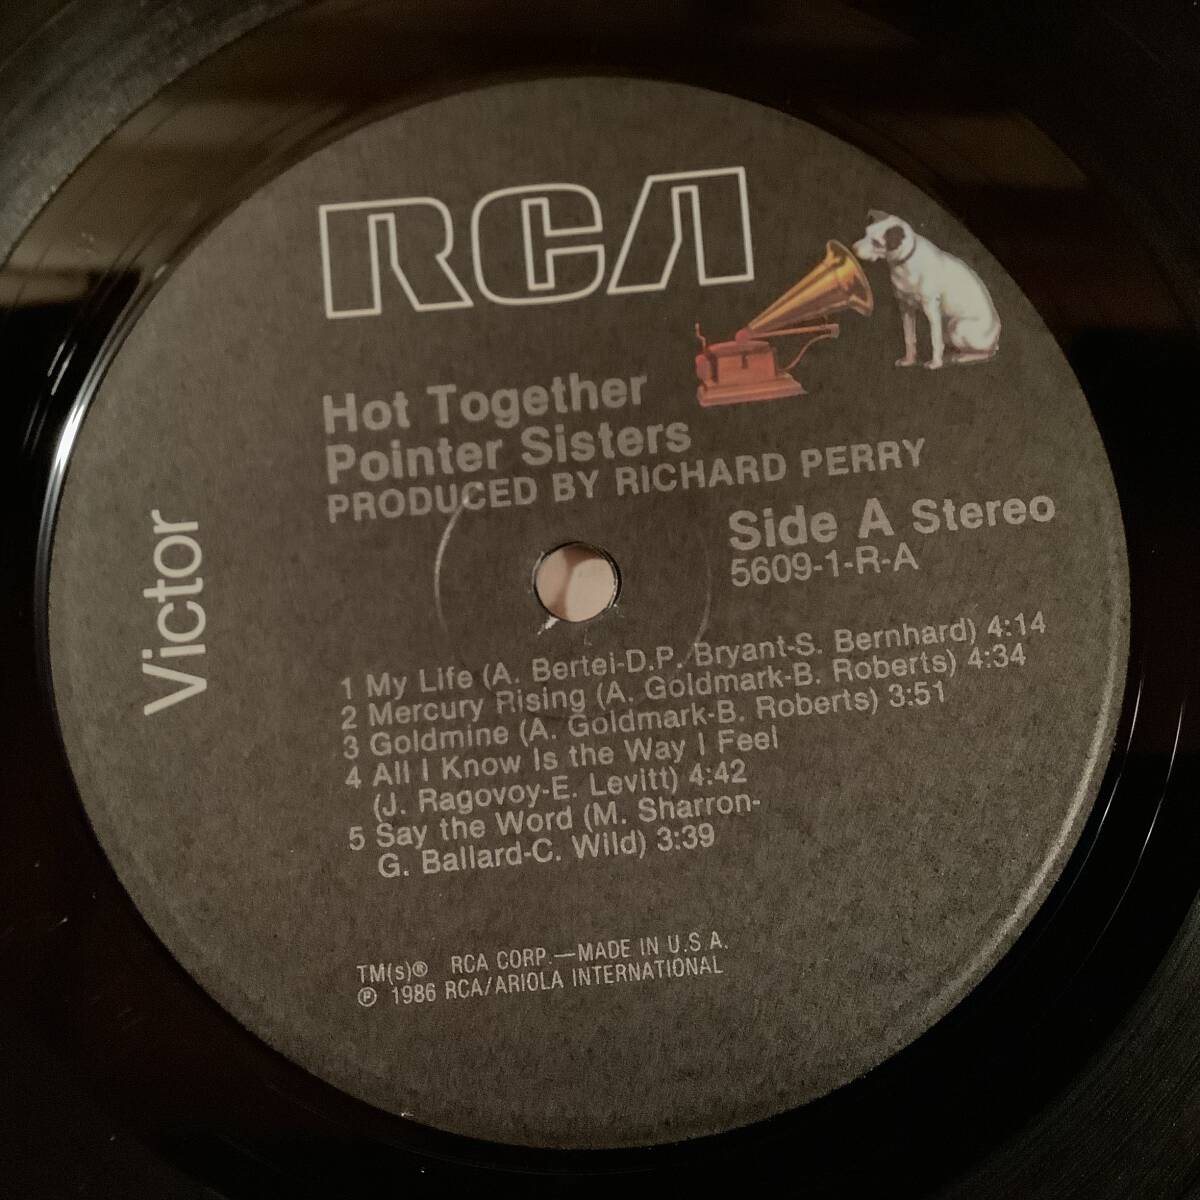 RCA
Victor
Hot Together
Pointer Sisters
PRODUCED BY RICHARD PERRY
Side A Stereo
5609-1-R-A
1 My Life (A. Bertei-D.P. Bryant-S. Bernhard) 4:14
2 Mercury Rising (A. Goldmark-B. Roberts) 4:34
3 Goldmine (A. Goldmark-B. Roberts) 3:51
4 All I Know Is the Way I Feel
(J. Ragovoy-E. Levitt) 4:42
5 Say the Word (M. Sharron-
G. Ballard-C. Wild) 3:39
TM(s)® RCA CORP.—MADE IN U.S.A.
℗ 1986 RCA/ARIOLA INTERNATIONAL